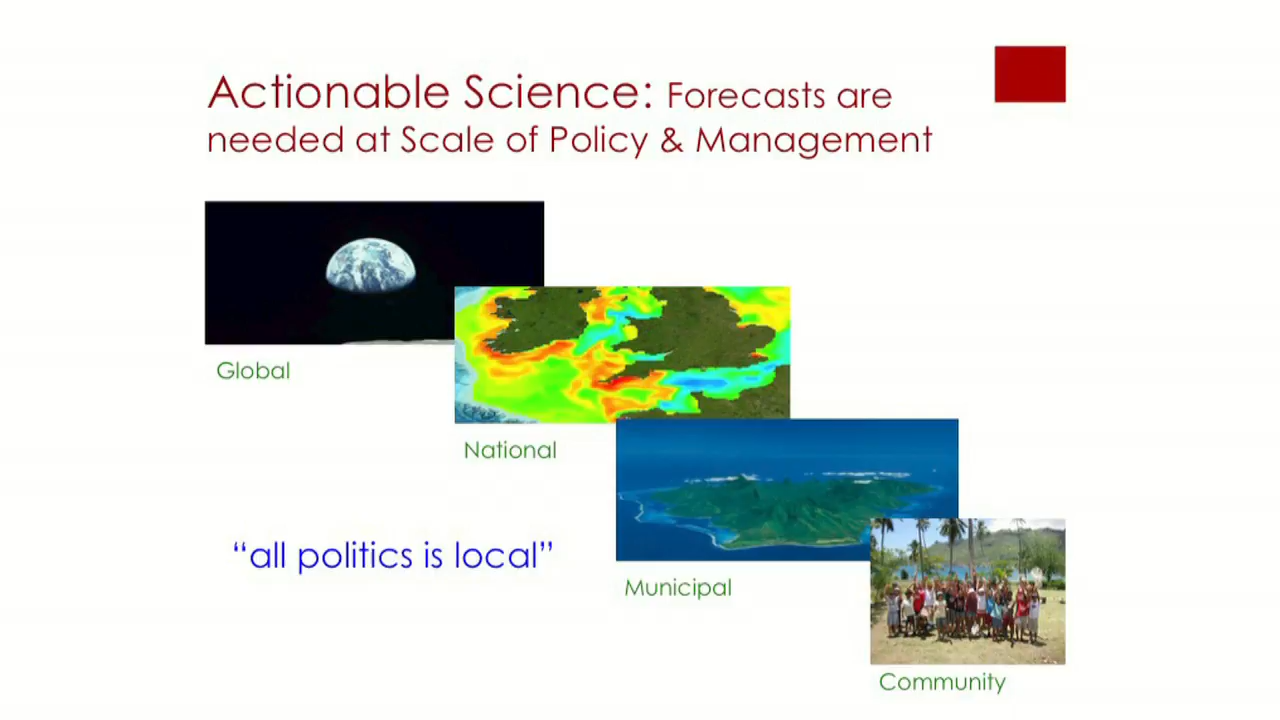 Actionable Science: Forecasts are
needed at Scale of Policy & Management
Global
National
“all politics is local”
Municipal
Community